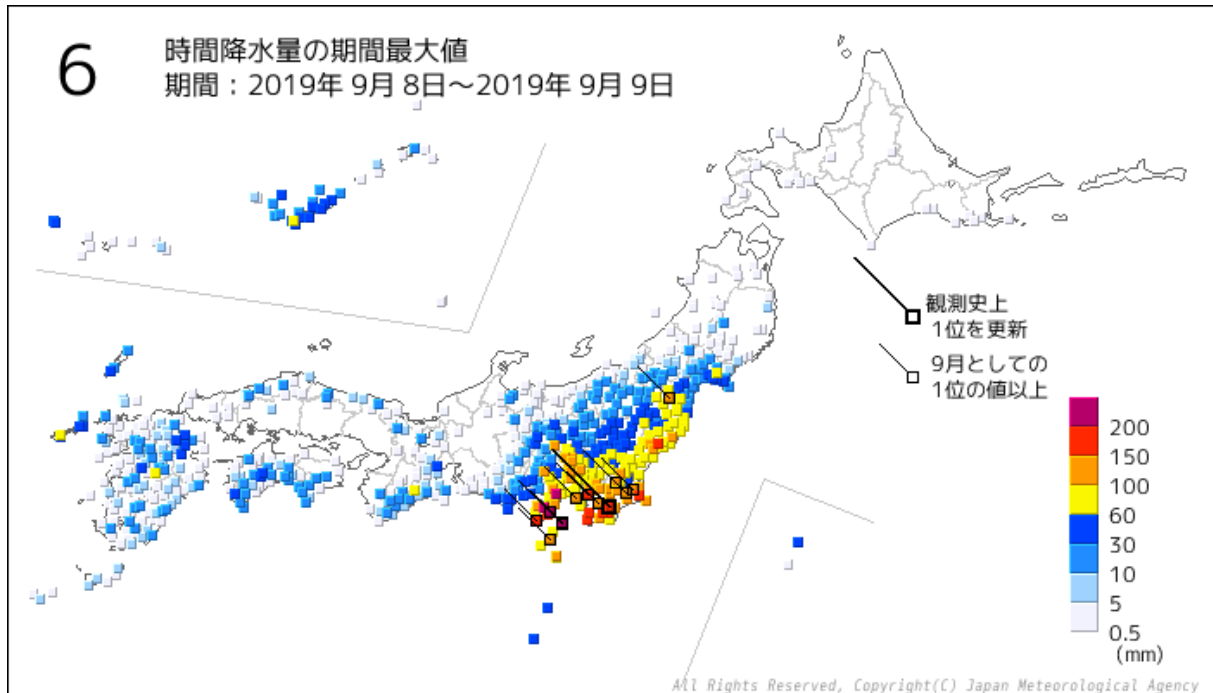 6
時間降水量の期間最大値
期間：2019年 9月 8日～2019年 9月 9日
観測史上
1位を更新
9月としての
1位の値以上
200
150
100
60
30
10
5
0.5
(mm)
All Rights Reserved, Copyright(C) Japan Meteorological Agency